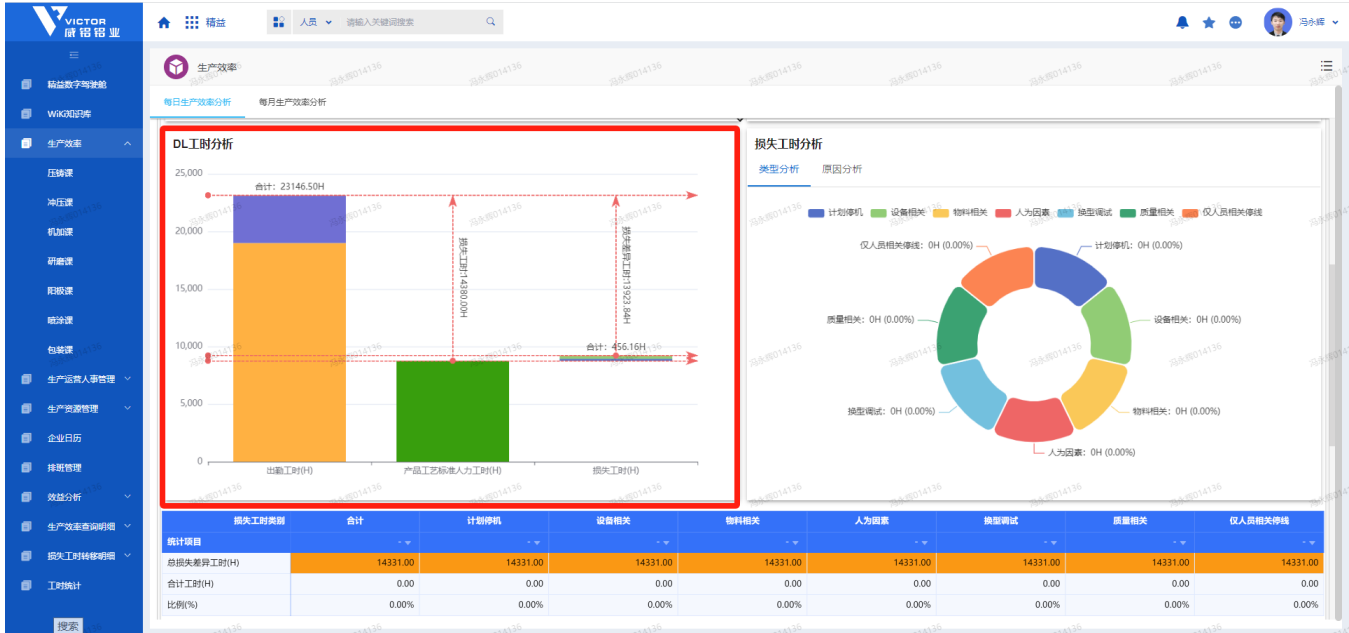 VICTOR
威铝铝业
精益
人员
请输入关键词搜索
冯永辉
精益数字驾驶舱
WiKi知识库
生产效率
压铸课
冲压课
机加课
研磨课
阳极课
喷涂课
包装课
生产运营人事管理
生产资源管理
企业日历
排班管理
效益分析
生产效率查询明细
损失工时转移明细
工时统计
搜索
生产效率
每日生产效率分析 每月生产效率分析
DL工时分析
25,000
20,000
15,000
10,000
5,000
0
合计：23146.50H
损失工时:14380.00H
损失差异工时:13923.84H
合计：456.16H
出勤工时(H) 产品工艺标准人力工时(H) 损失工时(H)
损失工时分析
类型分析 原因分析
计划停机 设备相关 物料相关 人为因素 换型调试 质量相关 仅人员相关停线
仅人员相关停线：0H (0.00%)
计划停机：0H (0.00%)
质量相关：0H (0.00%)
设备相关：0H (0.00%)
换型调试：0H (0.00%)
物料相关：0H (0.00%)
人为因素：0H (0.00%)
损失工时类别 合计 计划停机 设备相关 物料相关 人为因素 换型调试 质量相关 仅人员相关停线
统计项目 - - - - - - - -
总损失差异工时(H) 14331.00 14331.00 14331.00 14331.00 14331.00 14331.00 14331.00 14331.00
合计工时(H) 0.00 0.00 0.00 0.00 0.00 0.00 0.00 0.00
比例(%) 0.00% 0.00% 0.00% 0.00% 0.00% 0.00% 0.00% 0.00%
冯永辉014136